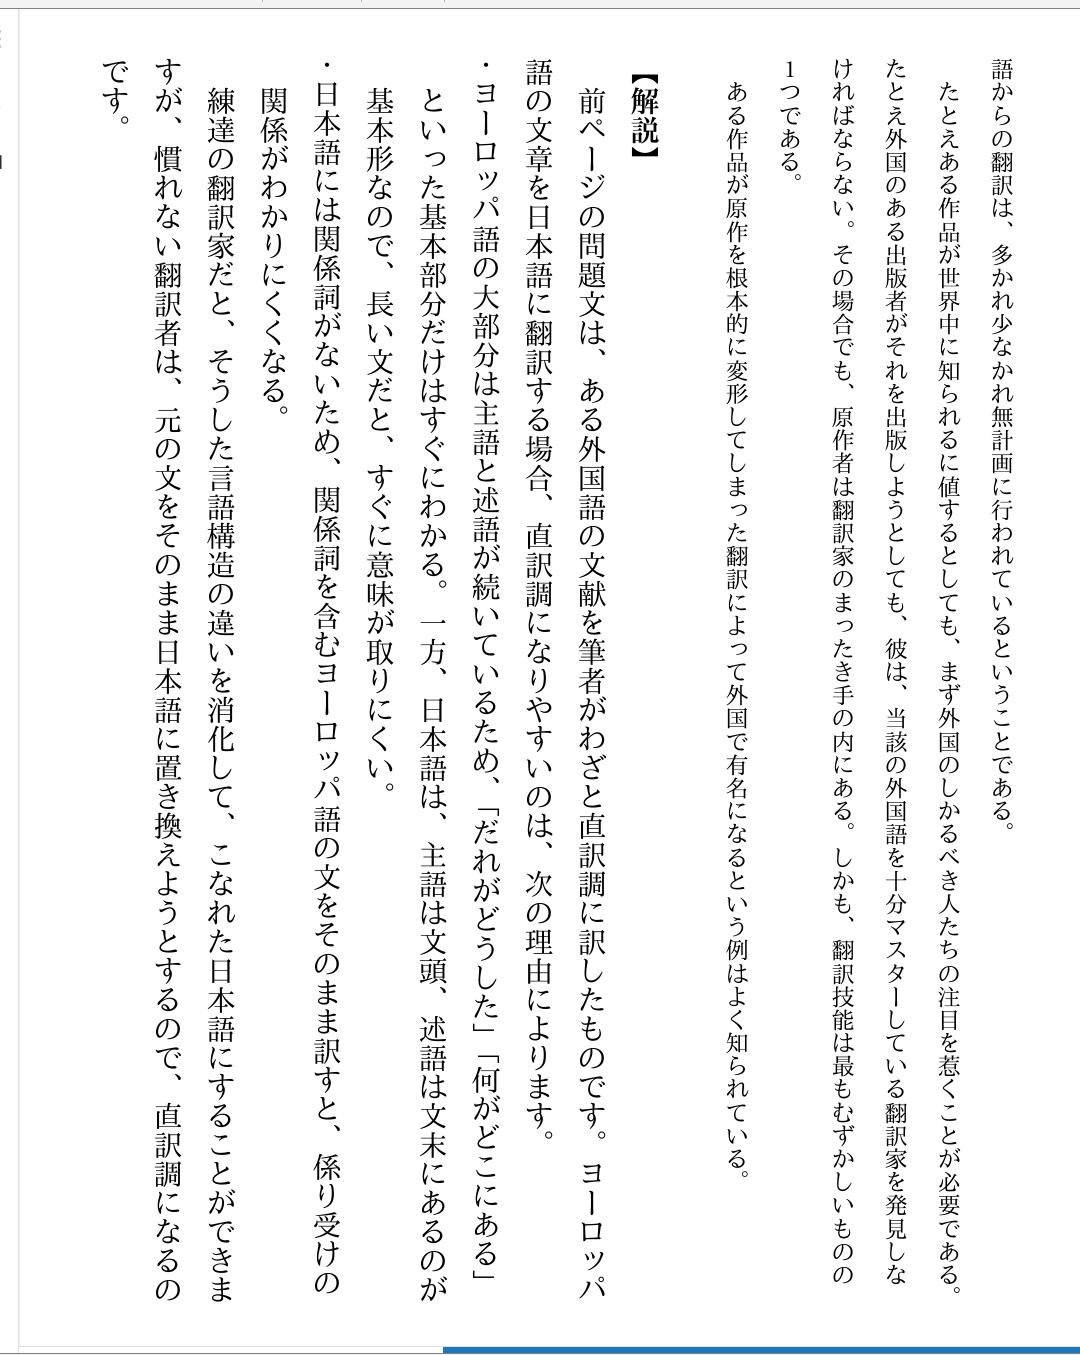 語からの翻訳は、多かれ少なかれ無計画に行われているということである。
たとえある作品が世界中に知られるに値するとしても、まず外国のしかるべき人たちの注目を惹くことが必要である。
たとえ外国のある出版者がそれを出版しようとしても、彼は、当該の外国語を十分マスターしている翻訳家を発見しな
ければならない。その場合でも、原作者は翻訳家のまったき手の内にある。しかも、翻訳技能は最もむずかしいものの
1つである。
ある作品が原作を根本的に変形してしまった翻訳によって外国で有名になるという例はよく知られている。
【解説】
前ページの問題文は、ある外国語の文献を筆者がわざと直訳調に訳したものです。ヨーロッパ
語の文章を日本語に翻訳する場合、直訳調になりやすいのは、次の理由によります。
・ヨーロッパ語の大部分は主語と述語が続いているため、「だれがどうした」「何がどこにある」
といった基本部分だけはすぐにわかる。一方、日本語は、主語は文頭、述語は文末にあるのが
基本形なので、長い文だと、すぐに意味が取りにくい。
・日本語には関係詞がないため、関係詞を含むヨーロッパ語の文をそのまま訳すと、係り受けの
関係がわかりにくくなる。
練達の翻訳家だと、そうした言語構造の違いを消化して、こなれた日本語にすることができま
すが、慣れない翻訳者は、元の文をそのまま日本語に置き換えようとするので、直訳調になるの
です。